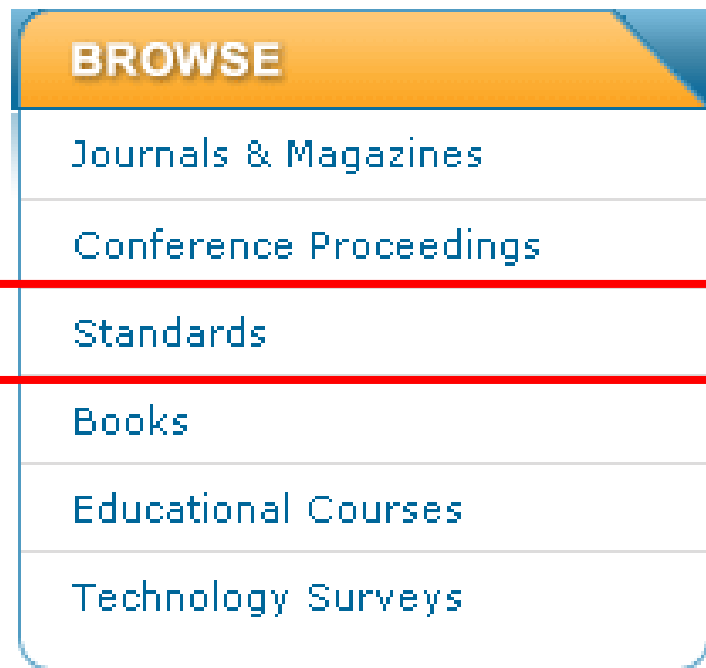 BROWSE
Journals & Magazines
Conference Proceedings
Standards
Books
Educational Courses
Technology Surveys